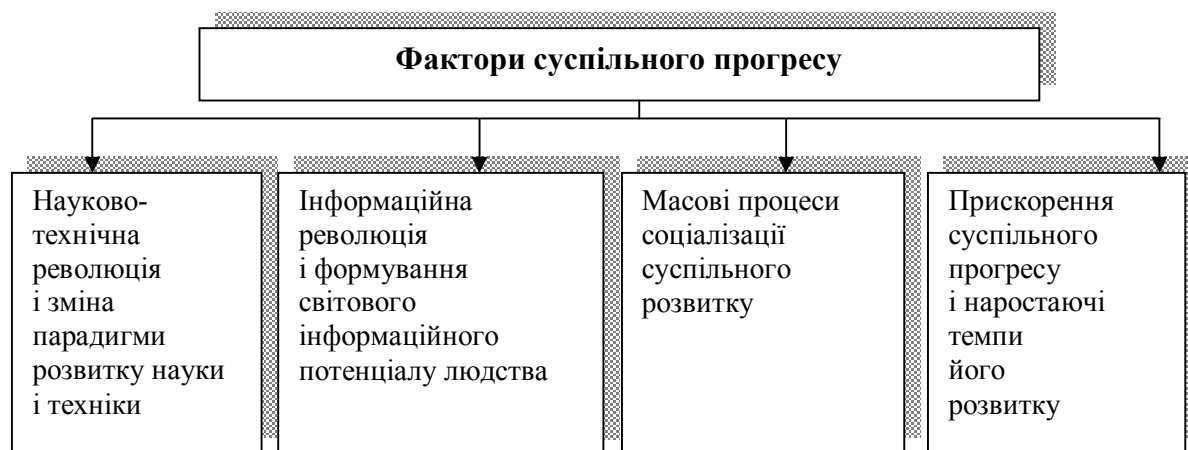 Фактори суспільного прогресу
Науково-
технічна
революція
і зміна
парадигми
розвитку науки
і техніки
Інформаційна
революція
і формування
світового
інформаційного
потенціалу людства
Масові процеси
соціалізації
суспільного
розвитку
Прискорення
суспільного
прогресу
і наростаючі
темпи
його
розвитку